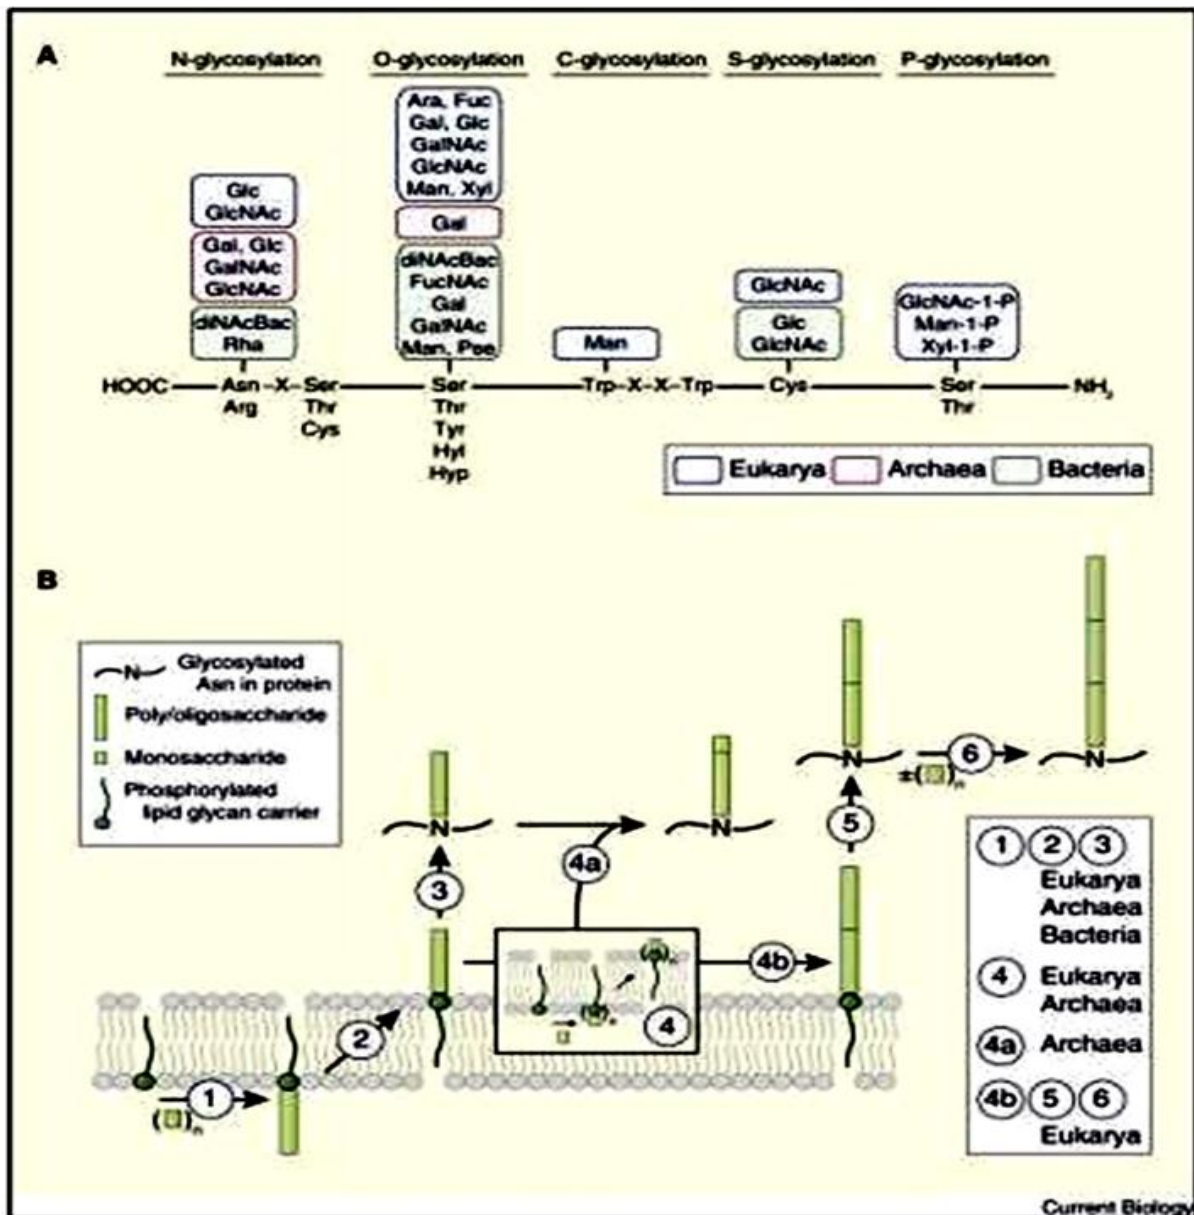 A
N-glycosylation O-glycosylation C-glycosylation S-glycosylation P-glycosylation
Glc
GlcNAc
Gal, Glc
GalNAc
GlcNAc
diNAcBac
Rha
Ara, Fuc
Gal, Glc
GalNAc
GlcNAc
Man, Xyl
Gal
diNAcBac
FucNAc
Gal
GalNAc
Man, Pse
Man
GlcNAc
Glc
GlcNAc
GlcNAc-1-P
Man-1-P
Xyl-1-P
HOOC Asn -X- Ser Ser Trp-X-X-Trp Cys Ser NH2
Arg Thr Thr Thr
Cys Tyr
Hyl
Hyp
Eukarya Archaea Bacteria
B
N Glycosylated
Asn in protein
Poly/oligosaccharide
Monosaccharide
Phosphorylated
lipid glycan carrier
N
3
N
4a
N
5
6
±( )n
N
4b
4
n
n
2
1
( )n
1 2 3
Eukarya
Archaea
Bacteria
4 Eukarya
Archaea
4a Archaea
4b 5 6
Eukarya
Current Biology